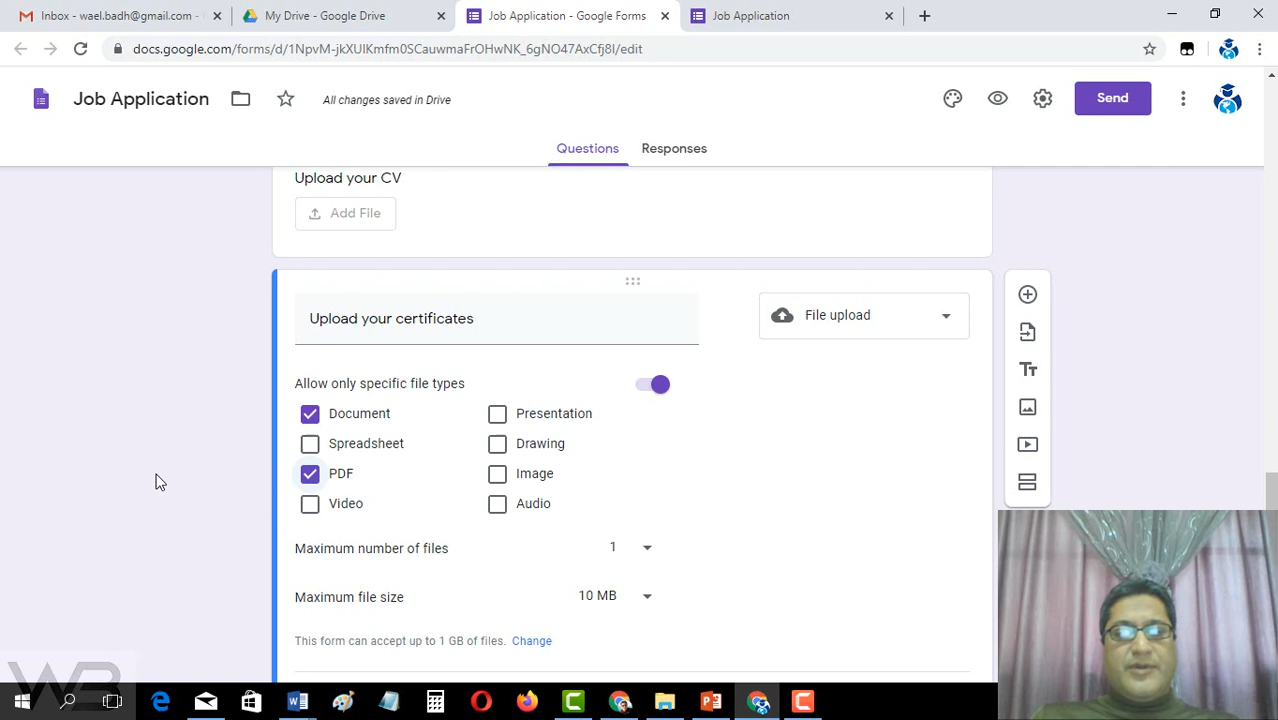 Inbox - wael.badh@gmail.com -
My Drive - Google Drive
Job Application - Google Forms
Job Application
docs.google.com/forms/d/1NpvM-jkXUlKmfm0SCauwmaFrOHwNK_6gNO47AxCfj8I/edit
Job Application
All changes saved in Drive
Send
Questions
Responses
Upload your CV
Add File
Upload your certificates
File upload
Allow only specific file types
Document
Presentation
Spreadsheet
Drawing
PDF
Image
Video
Audio
Maximum number of files
1
Maximum file size
10 MB
This form can accept up to 1 GB of files. Change
WB